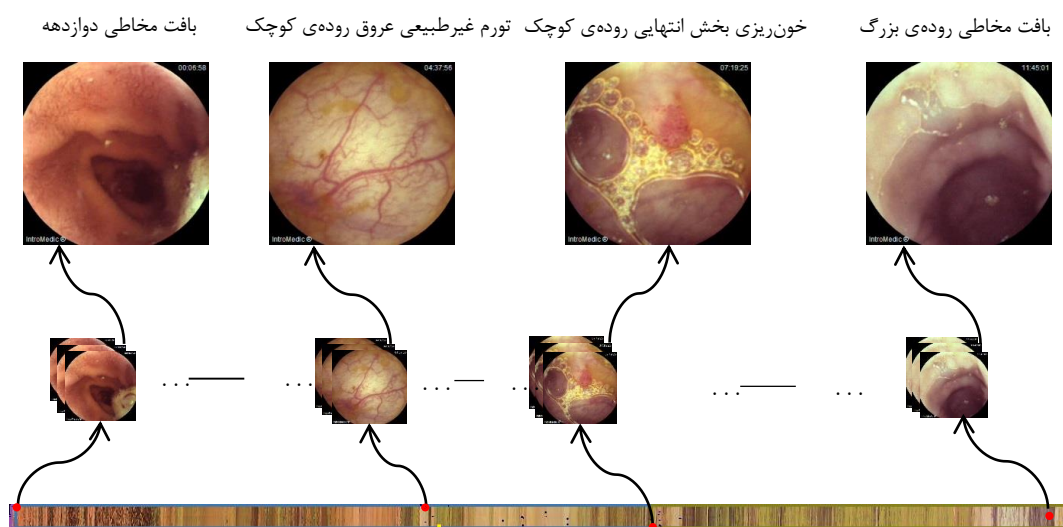 بافت مخاطی روده‌ی بزرگ
خون‌ریزی بخش انتهایی روده‌ی کوچک
تورم غیرطبیعی عروق روده‌ی کوچک
بافت مخاطی دوازدهه
00:06:58
04:37:56
07:19:25
11:45:01
IntroMedic ®
IntroMedic ®
IntroMedic ®
IntroMedic ®
. . .
. . .
. . .
. . .
. . .
. . .